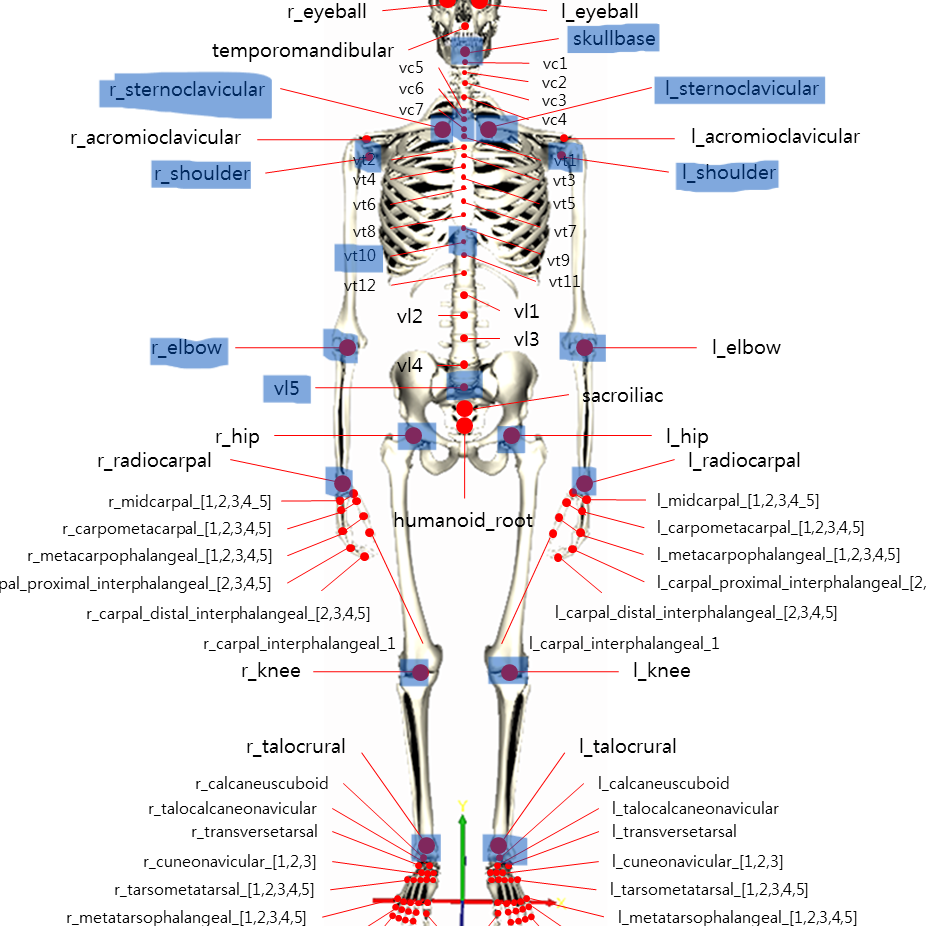 r_eyeball
l_eyeball
skullbase
temporomandibular
vc5
vc1
vc6
vc2
r_sternoclavicular
l_sternoclavicular
vc3
vc7
vc4
r_acromioclavicular
l_acromioclavicular
vt2
vt1
r_shoulder
l_shoulder
vt4
vt3
vt6
vt5
vt8
vt7
vt10
vt9
vt12
vt11
vl2
vl1
vl3
r_elbow
l_elbow
vl4
vl5
sacroiliac
r_hip
l_hip
r_radiocarpal
l_radiocarpal
r_midcarpal_[1,2,3,4_5]
l_midcarpal_[1,2,3,4_5]
humanoid_root
r_carpometacarpal_[1,2,3,4,5]
l_carpometacarpal_[1,2,3,4,5]
r_metacarpophalangeal_[1,2,3,4,5]
l_metacarpophalangeal_[1,2,3,4,5]
pal_proximal_interphalangeal_[2,3,4,5]
l_carpal_proximal_interphalangeal_[2,
r_carpal_distal_interphalangeal_[2,3,4,5]
l_carpal_distal_interphalangeal_[2,3,4,5]
r_carpal_interphalangeal_1
l_carpal_interphalangeal_1
r_knee
l_knee
r_talocrural
l_talocrural
r_calcaneuscuboid
l_calcaneuscuboid
r_talocalcaneonavicular
l_talocalcaneonavicular
Y
r_transversetarsal
l_transversetarsal
r_cuneonavicular_[1,2,3]
l_cuneonavicular_[1,2,3]
r_tarsometatarsal_[1,2,3,4,5]
l_tarsometatarsal_[1,2,3,4,5]
X
r_metatarsophalangeal_[1,2,3,4,5]
l_metatarsophalangeal_[1,2,3,4,5]